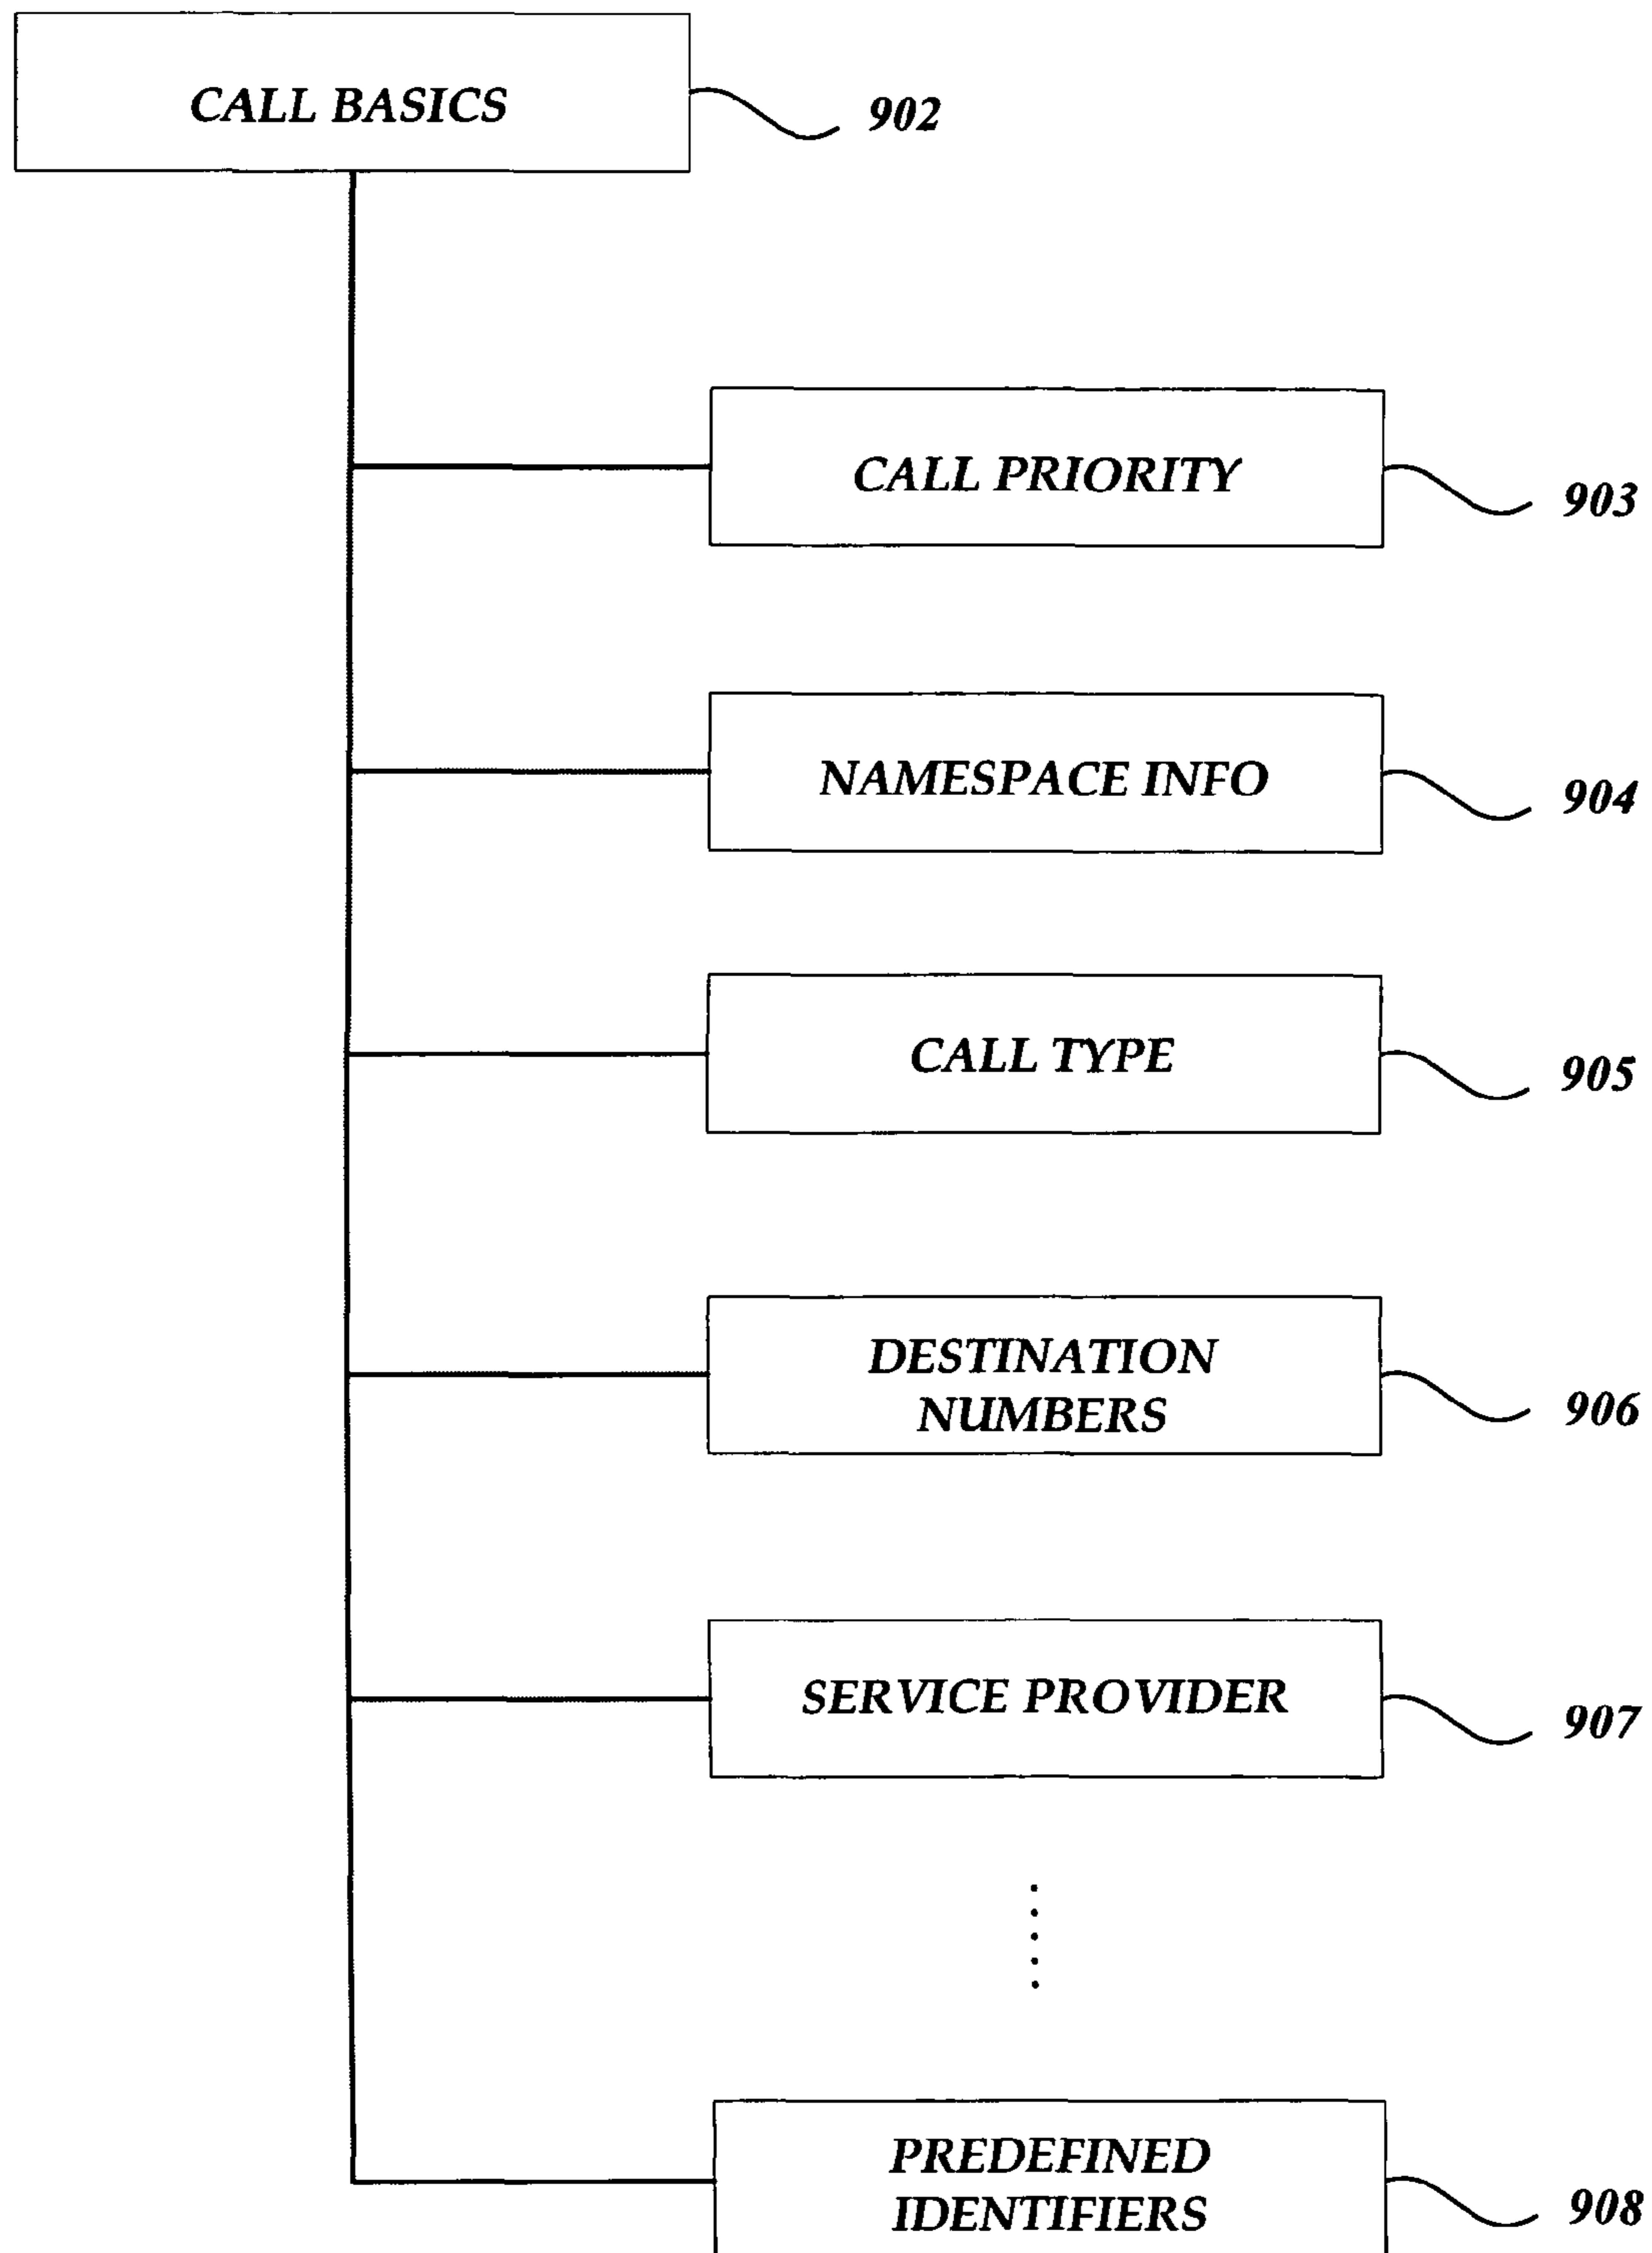 CALL BASICS
902
CALL PRIORITY
903
NAMESPACE INFO
904
CALL TYPE
905
DESTINATION
NUMBERS
906
SERVICE PROVIDER
907
PREDEFINED
IDENTIFIERS
908